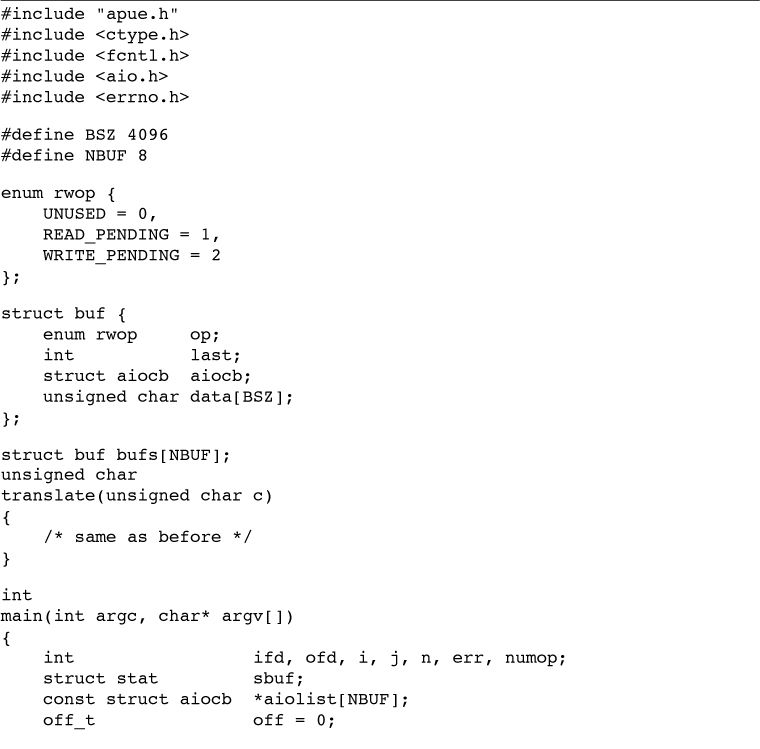 #include "apue.h"
#include <ctype.h>
#include <fcntl.h>
#include <aio.h>
#include <errno.h>
#define BSZ 4096
#define NBUF 8
enum rwop {
    UNUSED = 0,
    READ_PENDING = 1,
    WRITE_PENDING = 2
};
struct buf {
    enum rwop     op;
    int           last;
    struct aiocb  aiocb;
    unsigned char data[BSZ];
};
struct buf bufs[NBUF];
unsigned char
translate(unsigned char c)
{
    /* same as before */
}
int
main(int argc, char* argv[])
{
    int                 ifd, ofd, i, j, n, err, numop;
    struct stat         sbuf;
    const struct aiocb  *aiolist[NBUF];
    off_t               off = 0;